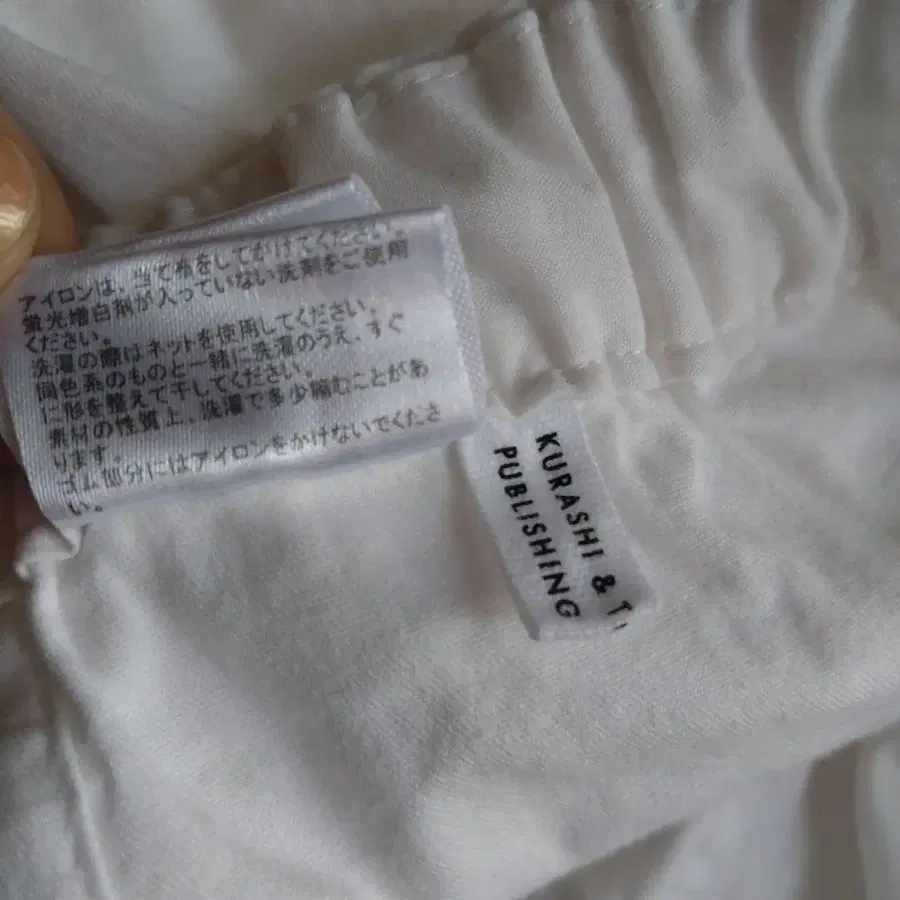 アイロンは、当て布をしてかけてください。
蛍光増白剤が入っていない洗剤をご使用
ください。
洗濯の際はネットを使用してください。
同色系のものと一緒に洗濯のうえ、すぐ
に形を整えて干してください。
素材の性質上、洗濯で多少縮むことがあ
ります。
ゴム部分にはアイロンをかけないでくださ
い。
KURASHI &
PUBLISHING